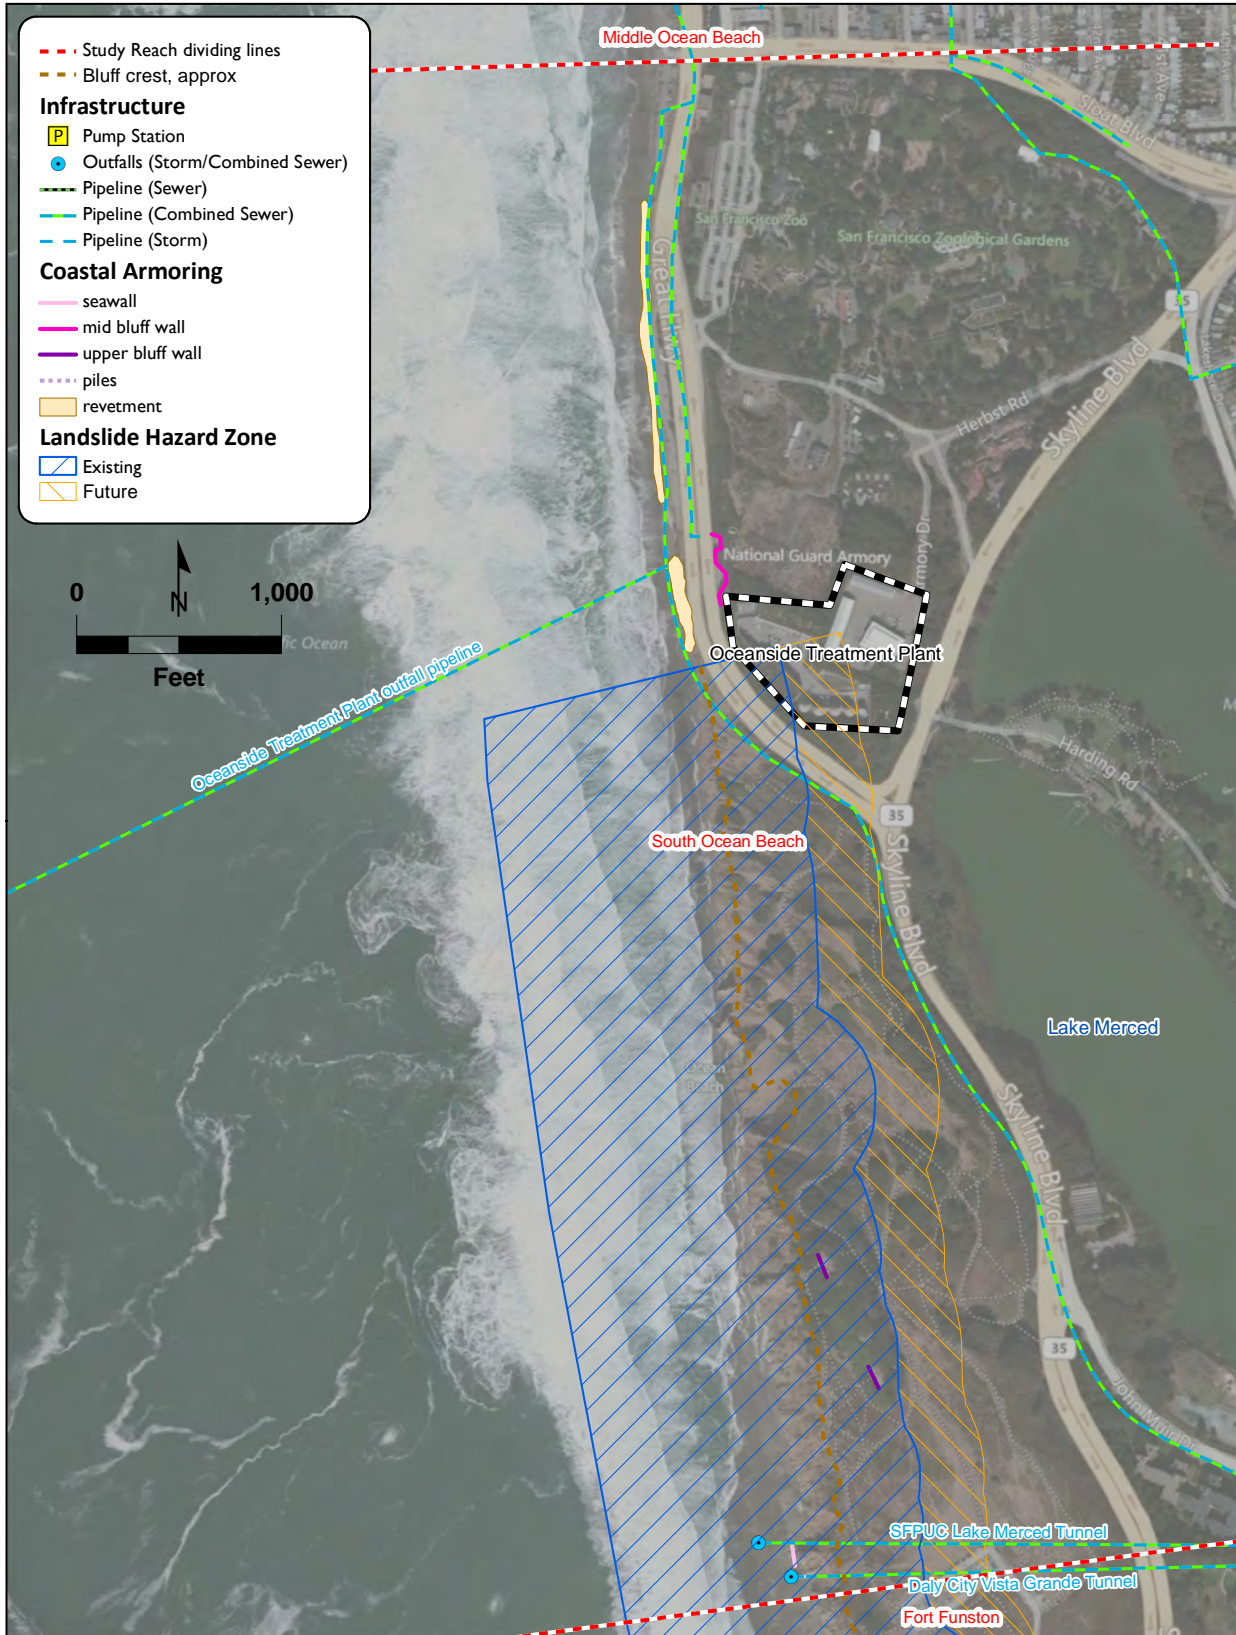 Study Reach dividing lines
Bluff crest, approx
Infrastructure
P Pump Station
Outfalls (Storm/Combined Sewer)
Pipeline (Sewer)
Pipeline (Combined Sewer)
Pipeline (Storm)
Coastal Armoring
seawall
mid bluff wall
upper bluff wall
piles
revetment
Landslide Hazard Zone
Existing
Future
0 1,000
N
Feet
Middle Ocean Beach
Sloat Blvd
San Francisco Zoo
San Francisco Zoological Gardens
Great Hwy
35
Skyline Blvd
Herbst Rd
National Guard Armory
Armory Dr
Oceanside Treatment Plant
Oceanside Treatment Plant outfall pipeline
Harding Rd
35
South Ocean Beach
Skyline Blvd
Lake Merced
Ocean
Beach
Skyline Blvd
35
John Muir Dr
SFPUC Lake Merced Tunnel
Daly City Vista Grande Tunnel
Fort Funston